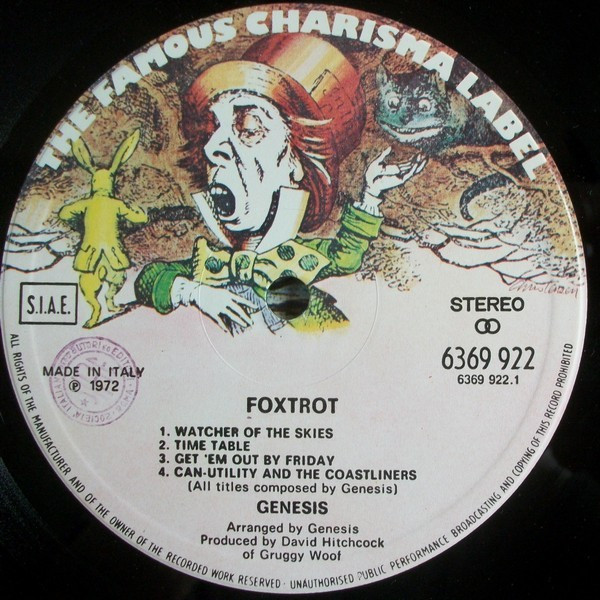 THE FAMOUS CHARISMA LABEL
S.I.A.E.
STEREO
6369 922
6369 922.1
MADE IN ITALY
℗ 1972
FOXTROT
1. WATCHER OF THE SKIES
2. TIME TABLE
3. GET 'EM OUT BY FRIDAY
4. CAN-UTILITY AND THE COASTLINERS
(All titles composed by Genesis)
GENESIS
Arranged by Genesis
Produced by David Hitchcock
of Gruggy Woof
ALL RIGHTS OF THE MANUFACTURER AND OF THE OWNER OF THE RECORDED WORK RESERVED · UNAUTHORISED PUBLIC PERFORMANCE BROADCASTING AND COPYING OF THIS RECORD PROHIBITED